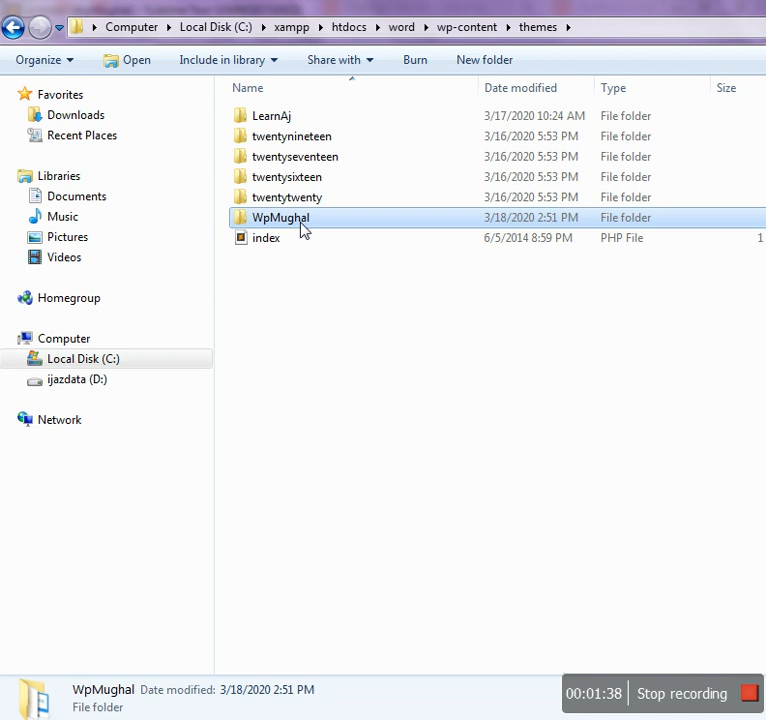 Computer Local Disk (C:) xampp htdocs word wp-content themes
Organize Open Include in library Share with Burn New folder
Favorites
Downloads
Recent Places
Libraries
Documents
Music
Pictures
Videos
Homegroup
Computer
Local Disk (C:)
ijazdata (D:)
Network
Name Date modified Type Size
LearnAj 3/17/2020 10:24 AM File folder
twentynineteen 3/16/2020 5:53 PM File folder
twentyseventeen 3/16/2020 5:53 PM File folder
twentysixteen 3/16/2020 5:53 PM File folder
twentytwenty 3/16/2020 5:53 PM File folder
WpMughal 3/18/2020 2:51 PM File folder
index 6/5/2014 8:59 PM PHP File 1
WpMughal Date modified: 3/18/2020 2:51 PM
File folder
00:01:38 Stop recording